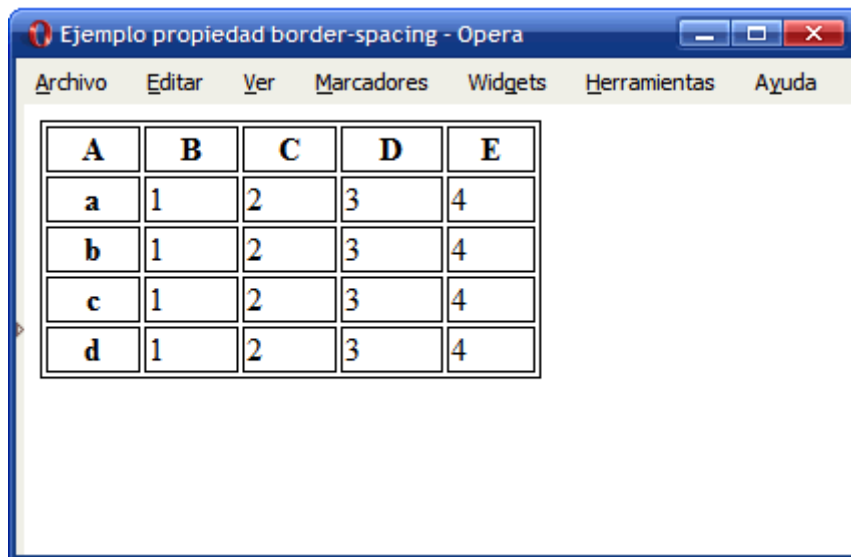 Ejemplo propiedad border-spacing - Opera
Archivo Editar Ver Marcadores Widgets Herramientas Ayuda
A B C D E
a 1 2 3 4
b 1 2 3 4
c 1 2 3 4
d 1 2 3 4